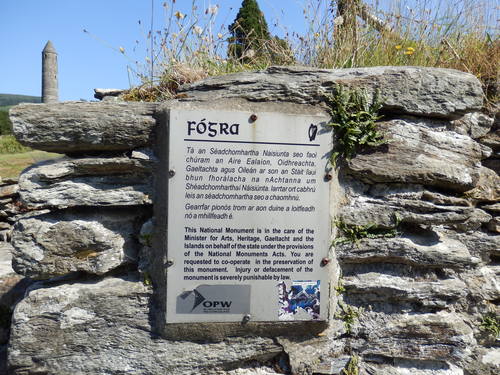 FÓGRA
Tá an Séadchomhartha Náisiunta seo faoi
chúram an Aire Ealaíon, Oidhreachta,
Gaeltachta agus Oileán ar son an Stáit faui
bhun fhorálacha na nAchtanna um
Shéadchomharthaí Náisiúnta. Iarrtar ort cabhrú
leis an séadchomhartha seo a chaomhnú.
Gearrfar pionós trom ar aon duine a loitfeadh
nó a mhillfeadh é.
This National Monument is in the care of the
Minister for Arts, Heritage, Gaeltacht and the
Islands on behalf of the state under the provisions
of the National Monuments Acts. You are
requested to co-operate in the preservation of
this monument. Injury or defacement of the
monument is severely punishable by law.
OPW